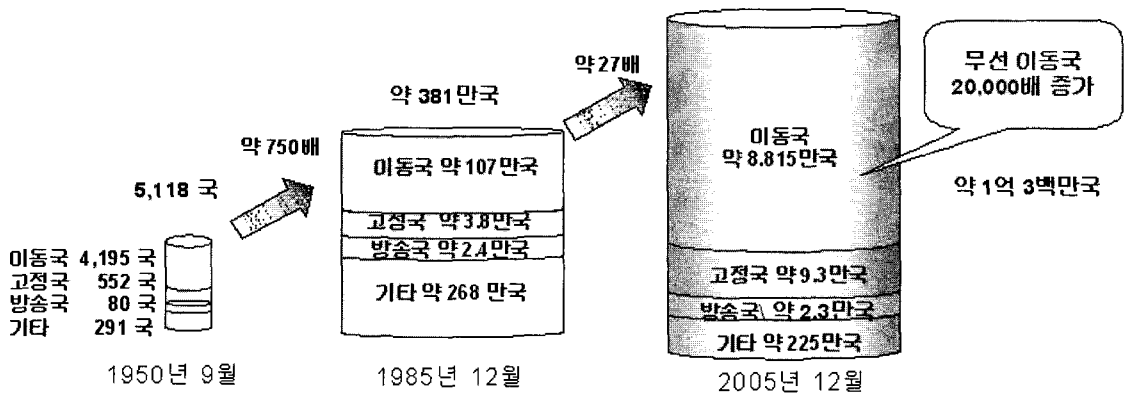 5,118 국
이동국 4,195 국
고정국 552 국
방송국 80 국
기타 291 국
1950년 9월
약 750배
약 381만국
이동국 약 107만국
고정국 약 3.8만국
방송국 약 2.4만국
기타 약 268 만국
1985년 12월
약 27배
이동국
약 8.815만국
고정국 약 9.3만국
방송국\ 약 2.3만국
기타 약 225만국
2005년 12월
무선 이동국
20,000배 증가
약 1억 3백만국